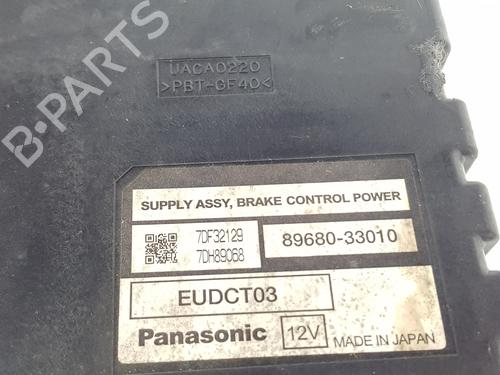 UACA0220
>PBT-GF40<
SUPPLY ASSY, BRAKE CONTROL POWER
7DF32129
7DH89068
89680-33010
EUDCT03
Panasonic 12V MADE IN JAPAN
B-PARTS